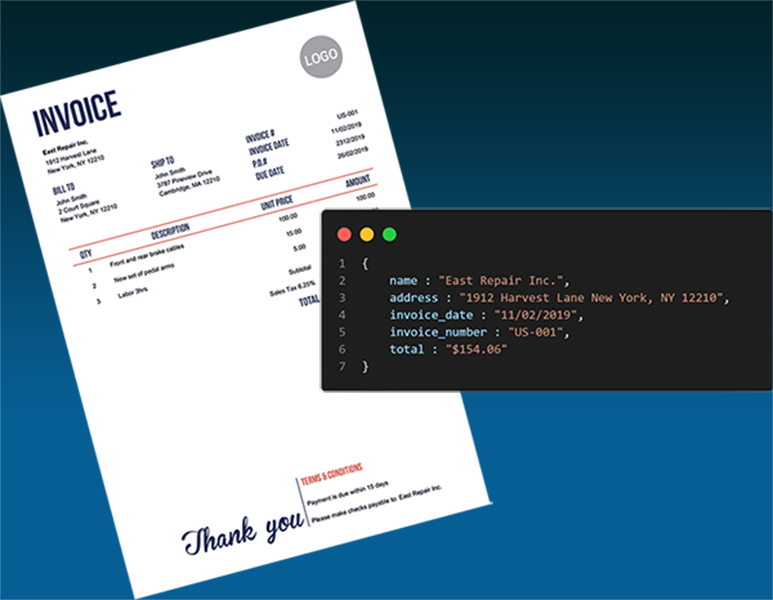 LOGO
INVOICE
East Repair Inc.
1912 Harvest Lane
New York, NY 12210
BILL TO
John Smith
2 Court Square
New York, NY 12210
SHIP TO
John Smith
3787 Pineview Drive
Cambridge, MA 12210
INVOICE # US-001
INVOICE DATE 11/02/2019
P.O.# 2312/2019
DUE DATE 26/02/2019
QTY DESCRIPTION UNIT PRICE AMOUNT
1 Front and rear brake cables 100.00 100.00
2 New set of pedal arms 15.00
3 Labor 3hrs 5.00
Subtotal
Sales Tax 6.25%
TOTAL
1 {
2 name : "East Repair Inc.",
3 address : "1912 Harvest Lane New York, NY 12210",
4 invoice_date : "11/02/2019",
5 invoice_number : "US-001",
6 total : "$154.06"
7 }
Thank you
TERMS & CONDITIONS
Payment is due within 15 days
Please make checks payable to: East Repair Inc.